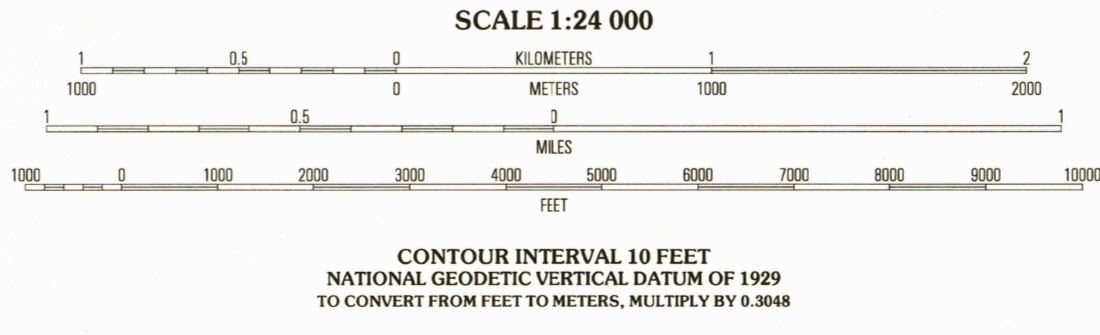 SCALE 1:24 000
1 0.5 0 KILOMETERS 1 2
1000 0 METERS 1000 2000
1 0.5 0 1
MILES
1000 0 1000 2000 3000 4000 5000 6000 7000 8000 9000 10000
FEET
CONTOUR INTERVAL 10 FEET
NATIONAL GEODETIC VERTICAL DATUM OF 1929
TO CONVERT FROM FEET TO METERS, MULTIPLY BY 0.3048